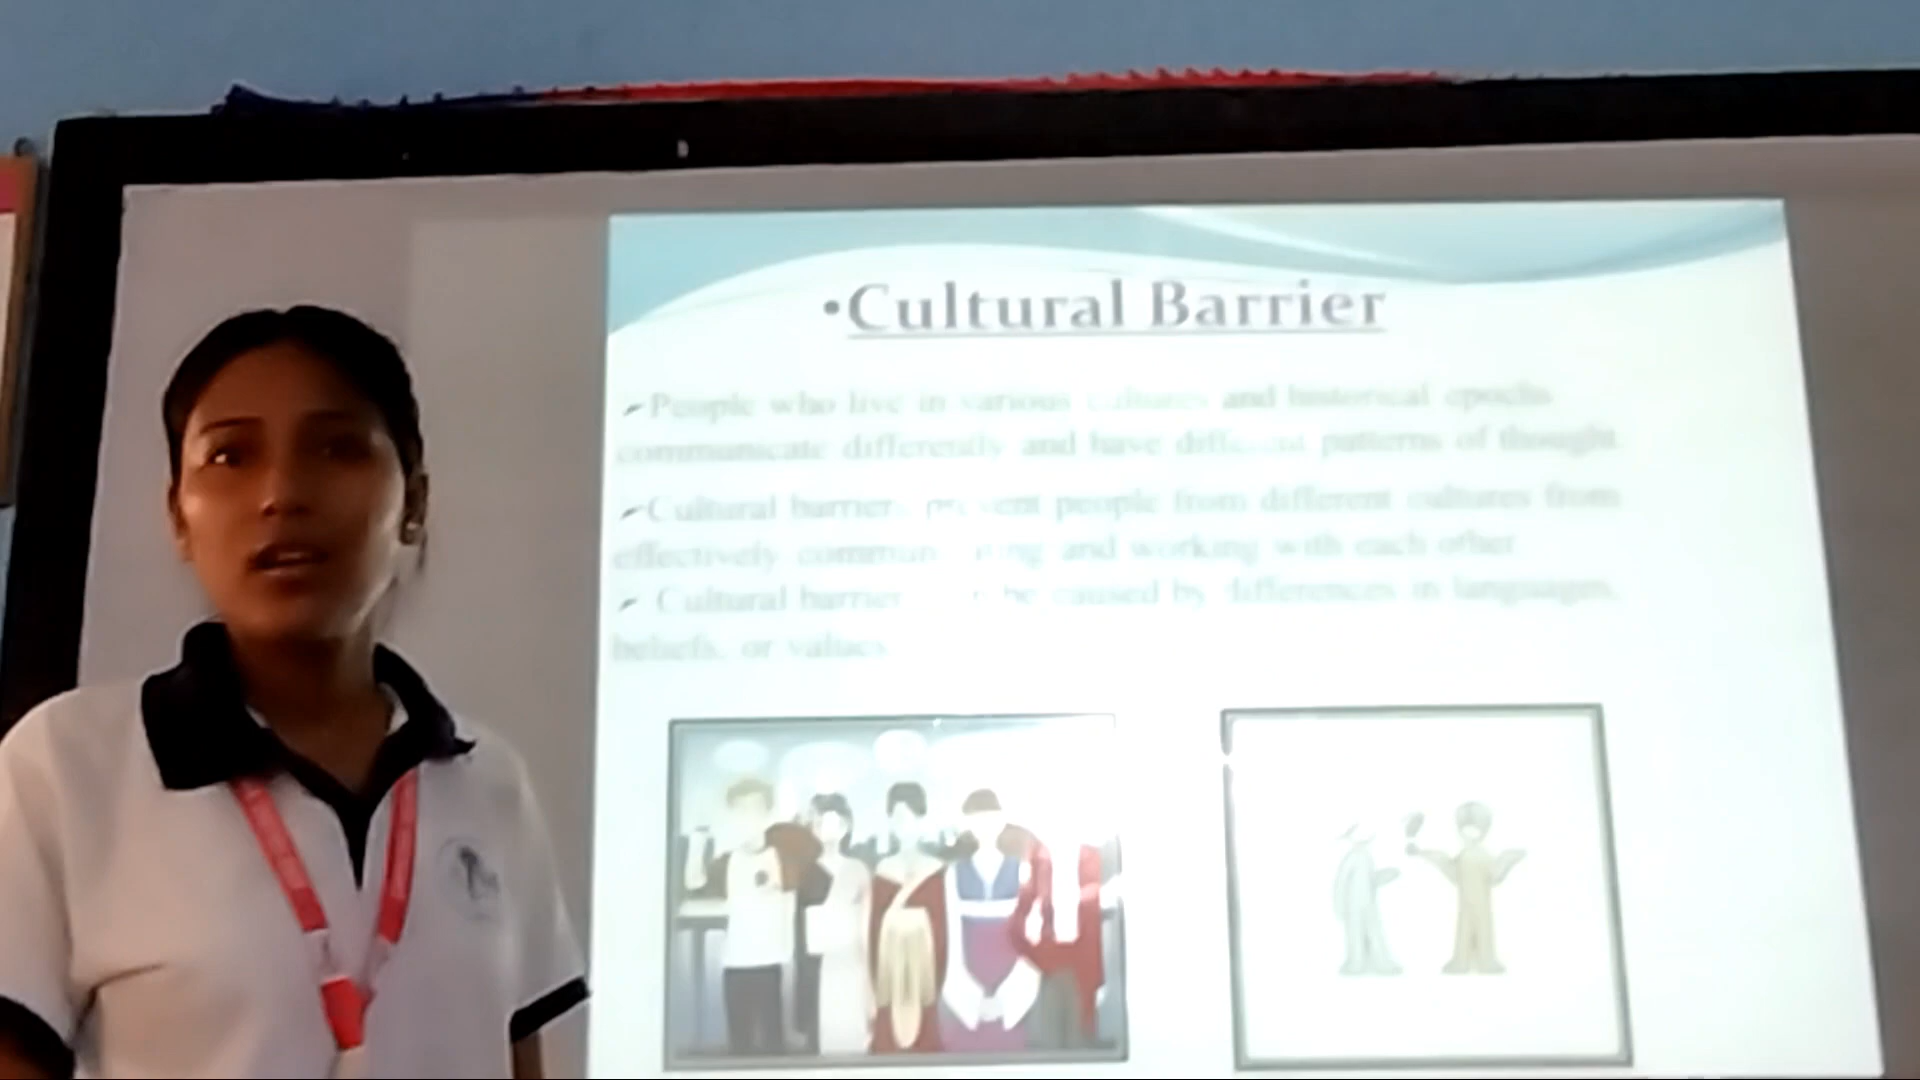 •Cultural Barrier
➢People who live in various cultures and historical epochs
communicate differently and have different patterns of thought
➢Cultural barriers prevent people from different cultures from
effectively communicating and working with each other
➢ Cultural barriers be caused by differences in languages,
beliefs, or values